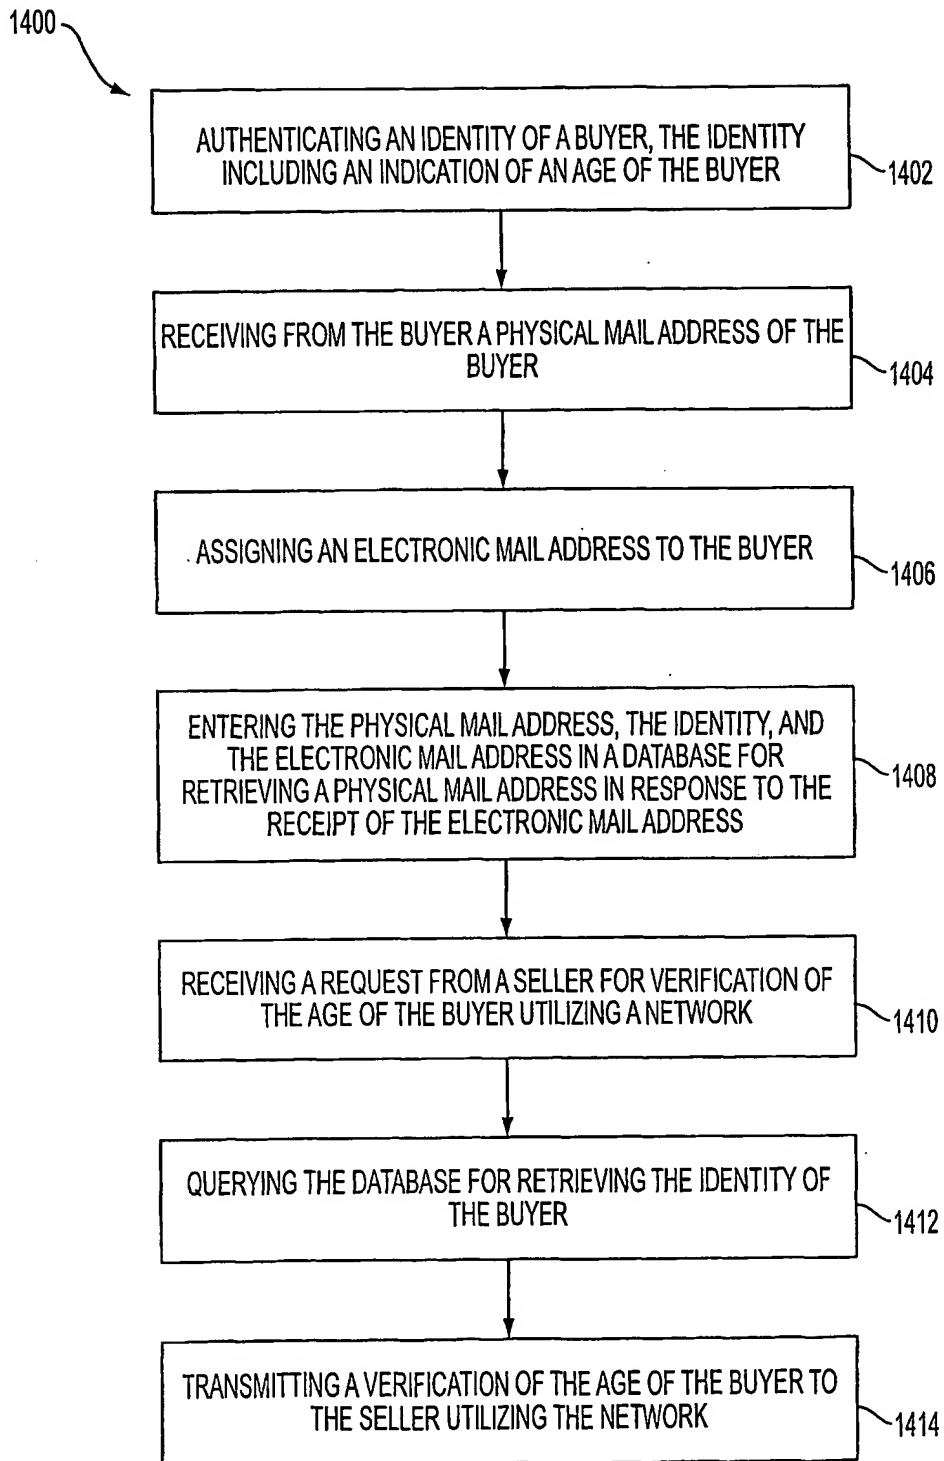 1400
AUTHENTICATING AN IDENTITY OF A BUYER, THE IDENTITY
INCLUDING AN INDICATION OF AN AGE OF THE BUYER
1402
RECEIVING FROM THE BUYER A PHYSICAL MAIL ADDRESS OF THE
BUYER
1404
ASSIGNING AN ELECTRONIC MAIL ADDRESS TO THE BUYER
1406
ENTERING THE PHYSICAL MAIL ADDRESS, THE IDENTITY, AND
THE ELECTRONIC MAIL ADDRESS IN A DATABASE FOR
RETRIEVING A PHYSICAL MAIL ADDRESS IN RESPONSE TO THE
RECEIPT OF THE ELECTRONIC MAIL ADDRESS
1408
RECEIVING A REQUEST FROM A SELLER FOR VERIFICATION OF
THE AGE OF THE BUYER UTILIZING A NETWORK
1410
QUERYING THE DATABASE FOR RETRIEVING THE IDENTITY OF
THE BUYER
1412
TRANSMITTING A VERIFICATION OF THE AGE OF THE BUYER TO
THE SELLER UTILIZING THE NETWORK
1414